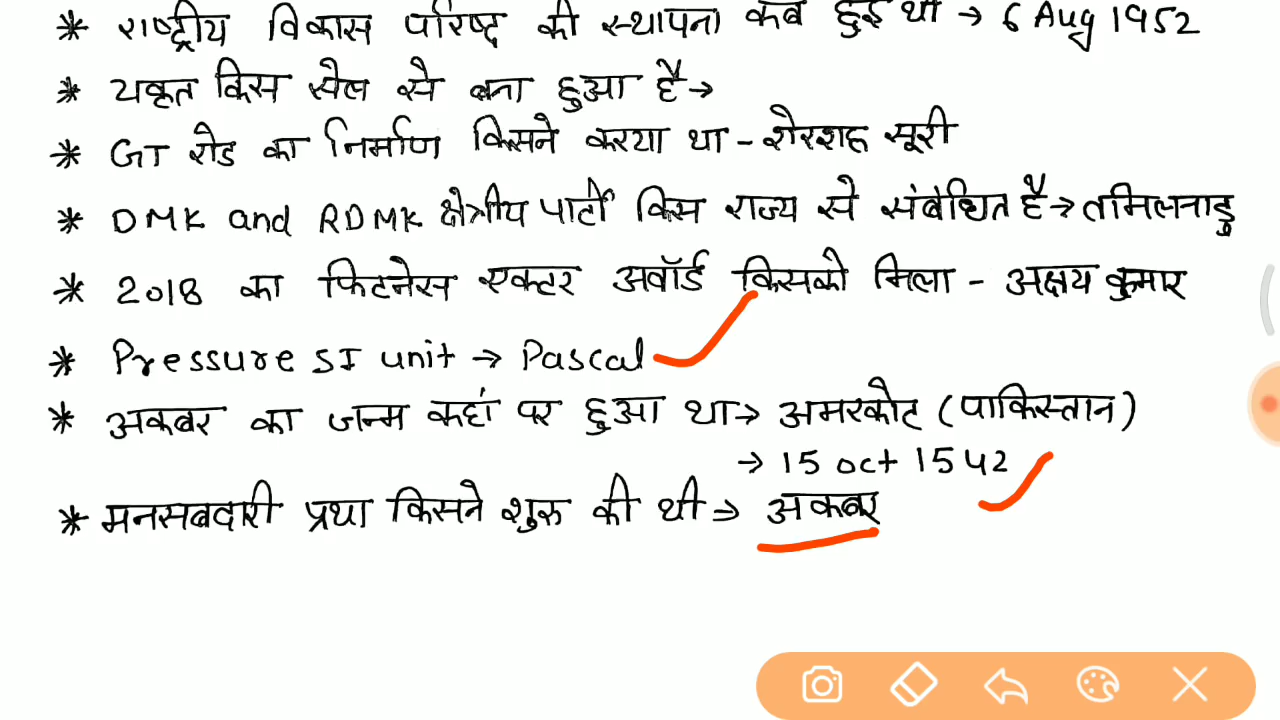 * राष्ट्रीय विकास परिषद की स्थापना कब हुई थी → 6 Aug 1952
* यकृत किस सेल से बना हुआ है →
* GT रोड का निर्माण किसने करया था - शेरशाह सूरी
* DMK and RDMK क्षेत्रीय पार्टी किस राज्य से संबंधित है → तमिलनाडु
* 2018 का फिटनेस एक्टर अवॉर्ड किसको मिला - अक्षय कुमार
* Pressure SI unit → Pascal
* अकबर का जन्म कहां पर हुआ था → अमरकोट (पाकिस्तान)
→ 15 oct 1542
* मनसबदारी प्रथा किसने शुरु की थी → अकबर